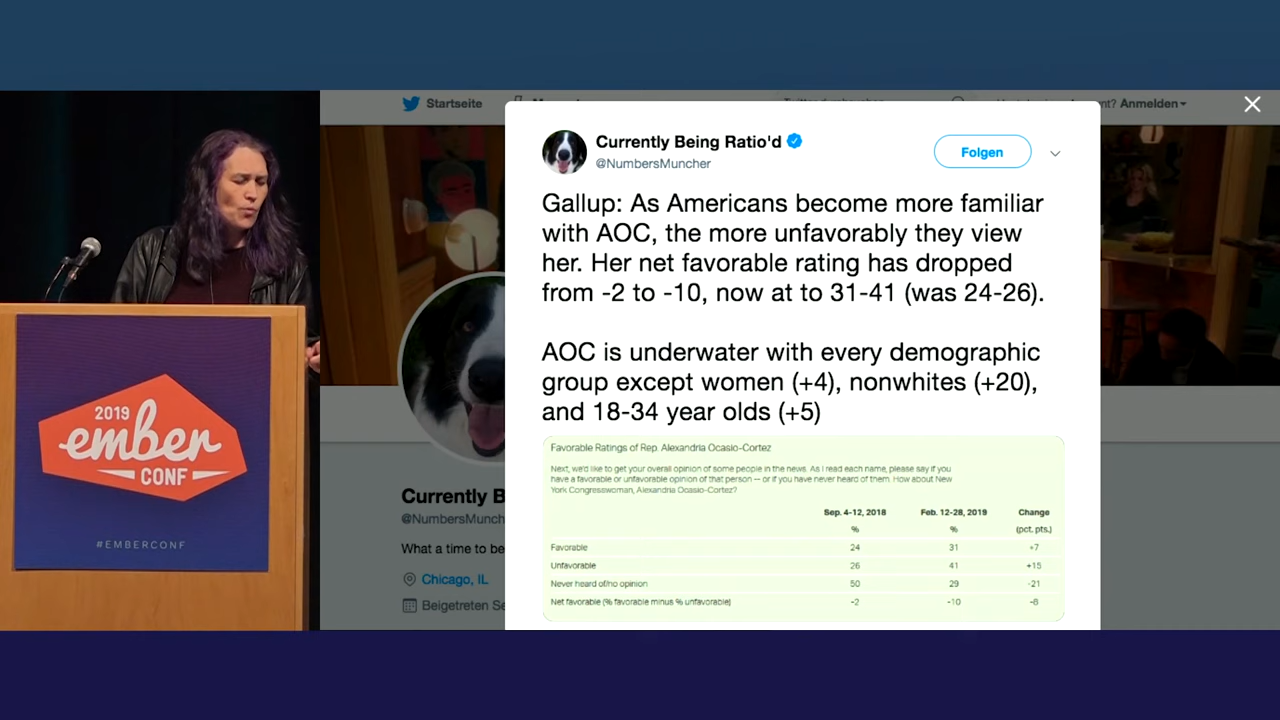 Startseite
Anmelden
Currently Being Ratio'd
@NumbersMuncher
Folgen
Gallup: As Americans become more familiar
with AOC, the more unfavorably they view
her. Her net favorable rating has dropped
from -2 to -10, now at to 31-41 (was 24-26).
AOC is underwater with every demographic
group except women (+4), nonwhites (+20),
and 18-34 year olds (+5)
Favorable Ratings of Rep. Alexandria Ocasio-Cortez
Next, we'd like to get your overall opinion of some people in the news. As I read each name, please say if you
have a favorable or unfavorable opinion of that person -- or if you have never heard of them. How about New
York Congresswoman, Alexandria Ocasio-Cortez?
Sep. 4-12, 2018 Feb. 12-28, 2019 Change
% % (pct. pts.)
Favorable 24 31 +7
Unfavorable 26 41 +15
Never heard of/no opinion 50 29 -21
Net favorable (% favorable minus % unfavorable) -2 -10 -8
Currently B
@NumbersMunch
What a time to be
Chicago, IL
Beigetreten Se
2019
ember
CONF
#EMBERCONF